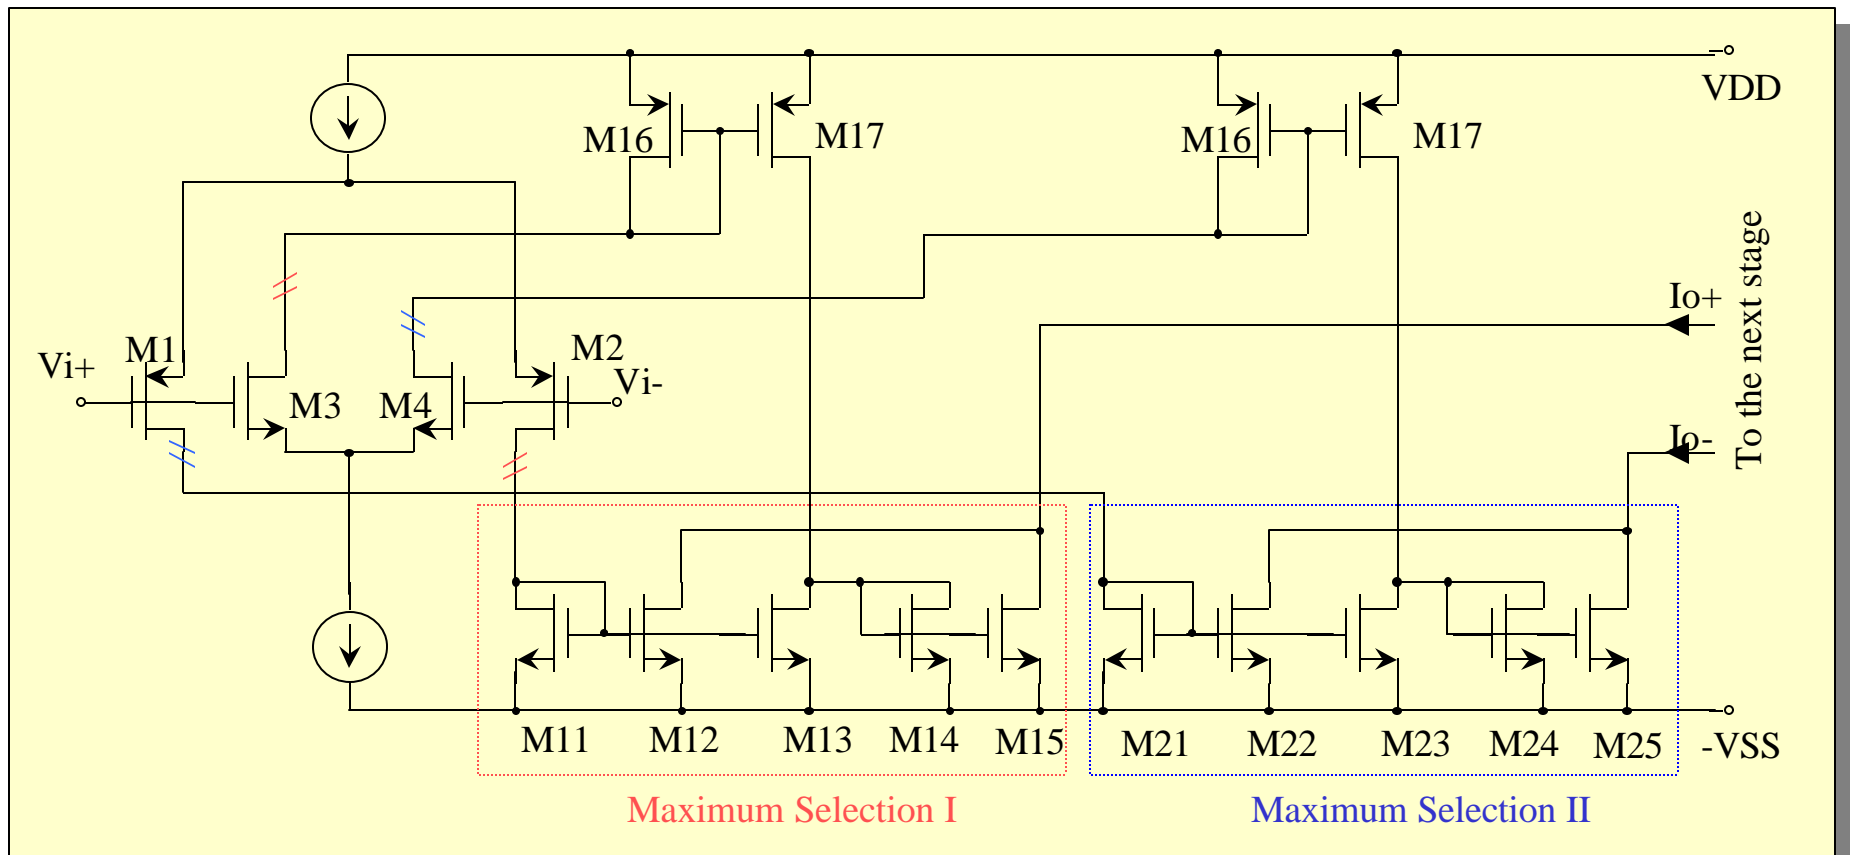 VDD
M16
M17
M16
M17
To the next stage
Io+
M1
M2
Vi+
Vi-
M3
M4
Io-
M11
M12
M13
M14
M15
M21
M22
M23
M24
M25
-VSS
Maximum Selection I
Maximum Selection II